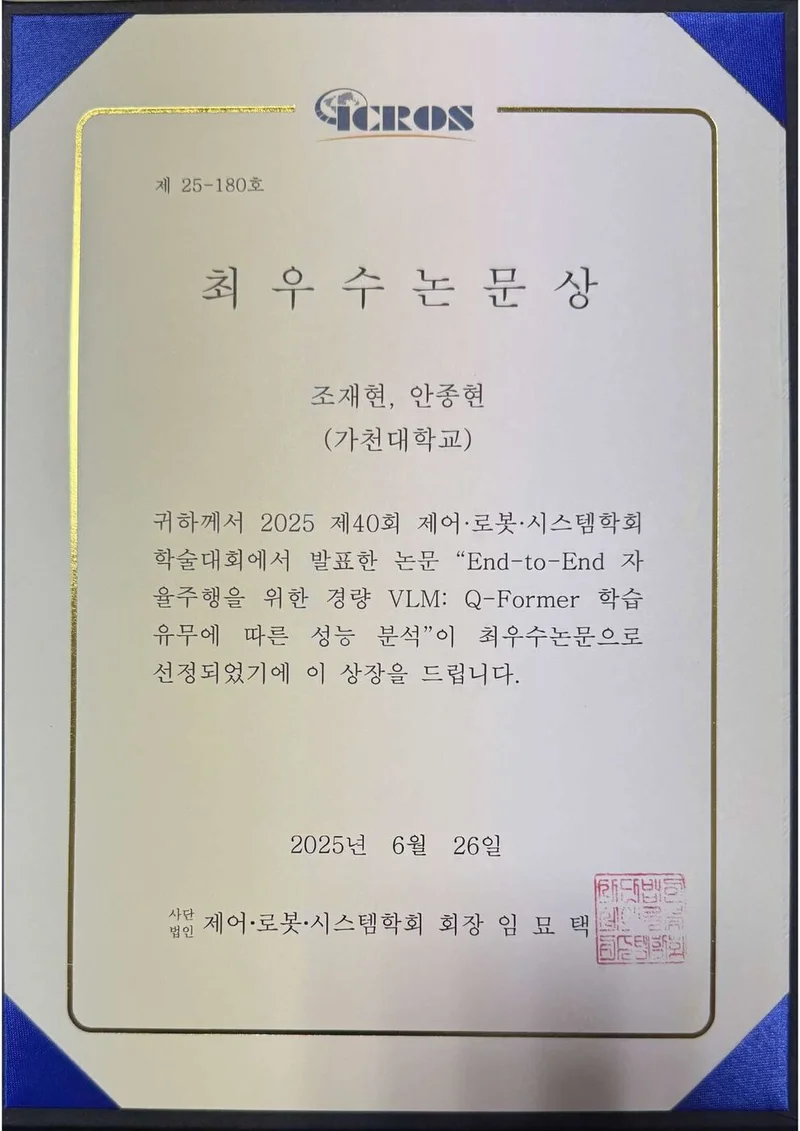 ICROS
제 25-180호
최우수논문상
조재현, 안종현
(가천대학교)
귀하께서 2025 제40회 제어·로봇·시스템학회
학술대회에서 발표한 논문 “End-to-End 자
율주행을 위한 경량 VLM: Q-Former 학습
유무에 따른 성능 분석”이 최우수논문으로
선정되었기에 이 상장을 드립니다.
2025년 6월 26일
사단
법인 제어·로봇·시스템학회 회장 임 묘 택